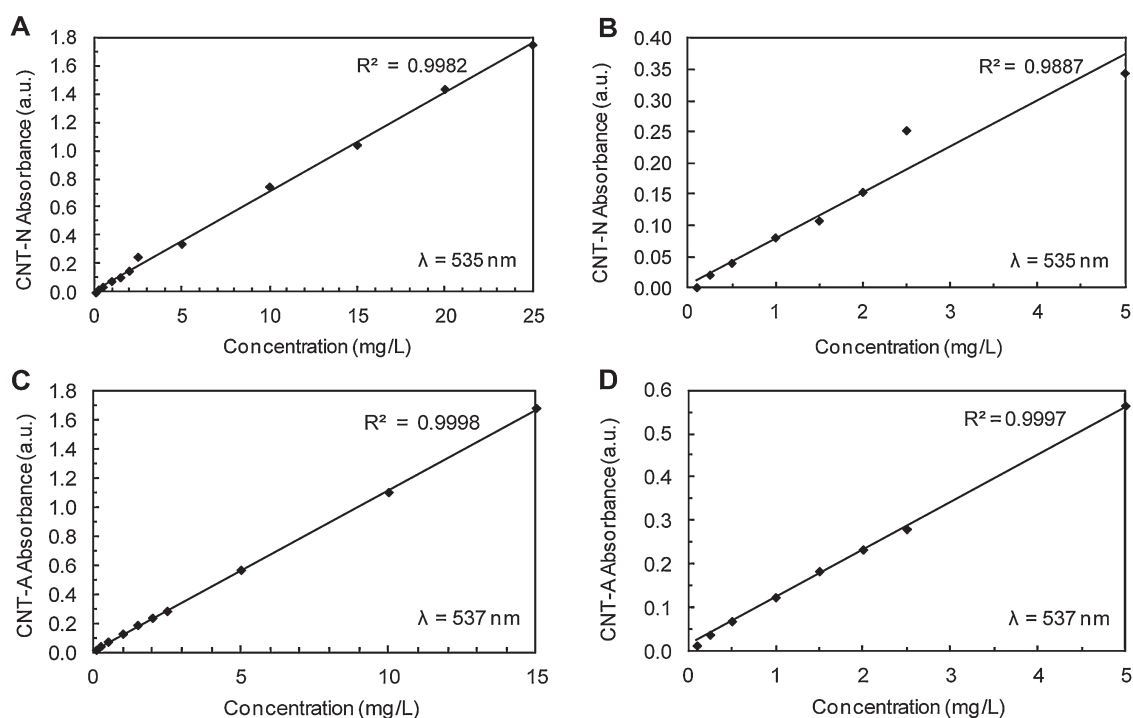 A
CNT-N Absorbance (a.u.)
1.8
1.6
1.4
1.2
1.0
0.8
0.6
0.4
0.2
0.0
R² = 0.9982
λ = 535 nm
0 5 10 15 20 25
Concentration (mg/L)
B
CNT-N Absorbance (a.u.)
0.40
0.35
0.30
0.25
0.20
0.15
0.10
0.05
0.00
R² = 0.9887
λ = 535 nm
0 1 2 3 4 5
Concentration (mg/L)
C
CNT-A Absorbance (a.u.)
1.8
1.6
1.4
1.2
1.0
0.8
0.6
0.4
0.2
0.0
R² = 0.9998
λ = 537 nm
0 5 10 15
Concentration (mg/L)
D
CNT-A Absorbance (a.u.)
0.6
0.5
0.4
0.3
0.2
0.1
0.0
R² = 0.9997
λ = 537 nm
0 1 2 3 4 5
Concentration (mg/L)